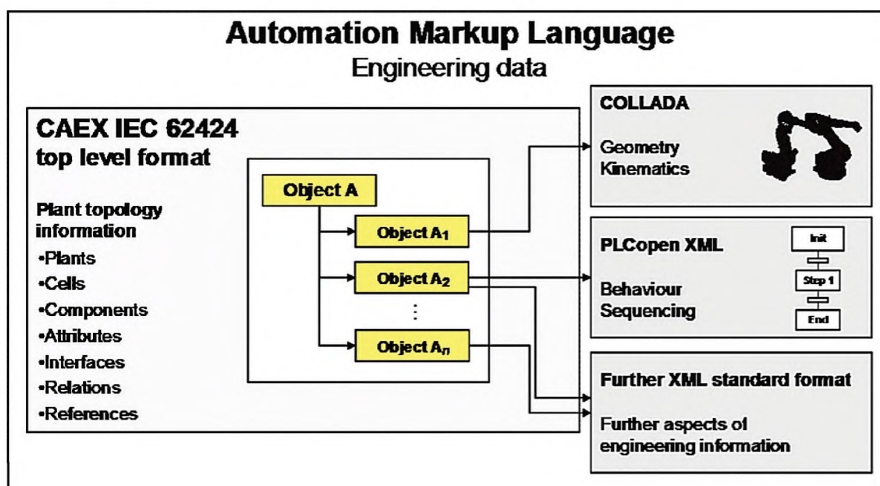 Automation Markup Language
Engineering data
CAEX IEC 62424
top level format
Plant topology
information
•Plants
•Cells
•Components
•Attributes
•Interfaces
•Relations
•References
Object A
Object A1
Object A2
⋮
Object An
COLLADA
Geometry
Kinematics
PLCopen XML
Behaviour
Sequencing
Init
Step 1
End
Further XML standard format
Further aspects of
engineering information